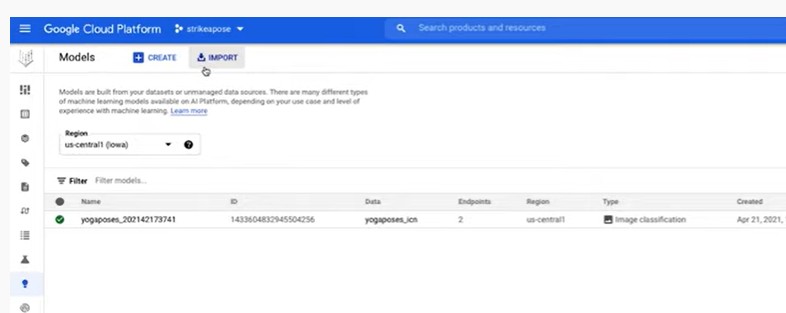 Google Cloud Platform strikeapose Search products and resources
Models CREATE IMPORT
Models are built from your datasets or unmanaged data sources. There are many different types
of machine learning models available on AI Platform, depending on your use case and level of
experience with machine learning. Learn more
Region
us-central1 (Iowa)
Filter Filter models...
Name ID Data Endpoints Region Type Created
yogaposes_202142173741 1433604832945504256 yogaposes_icn 2 us-central1 Image classification Apr 21, 2021,